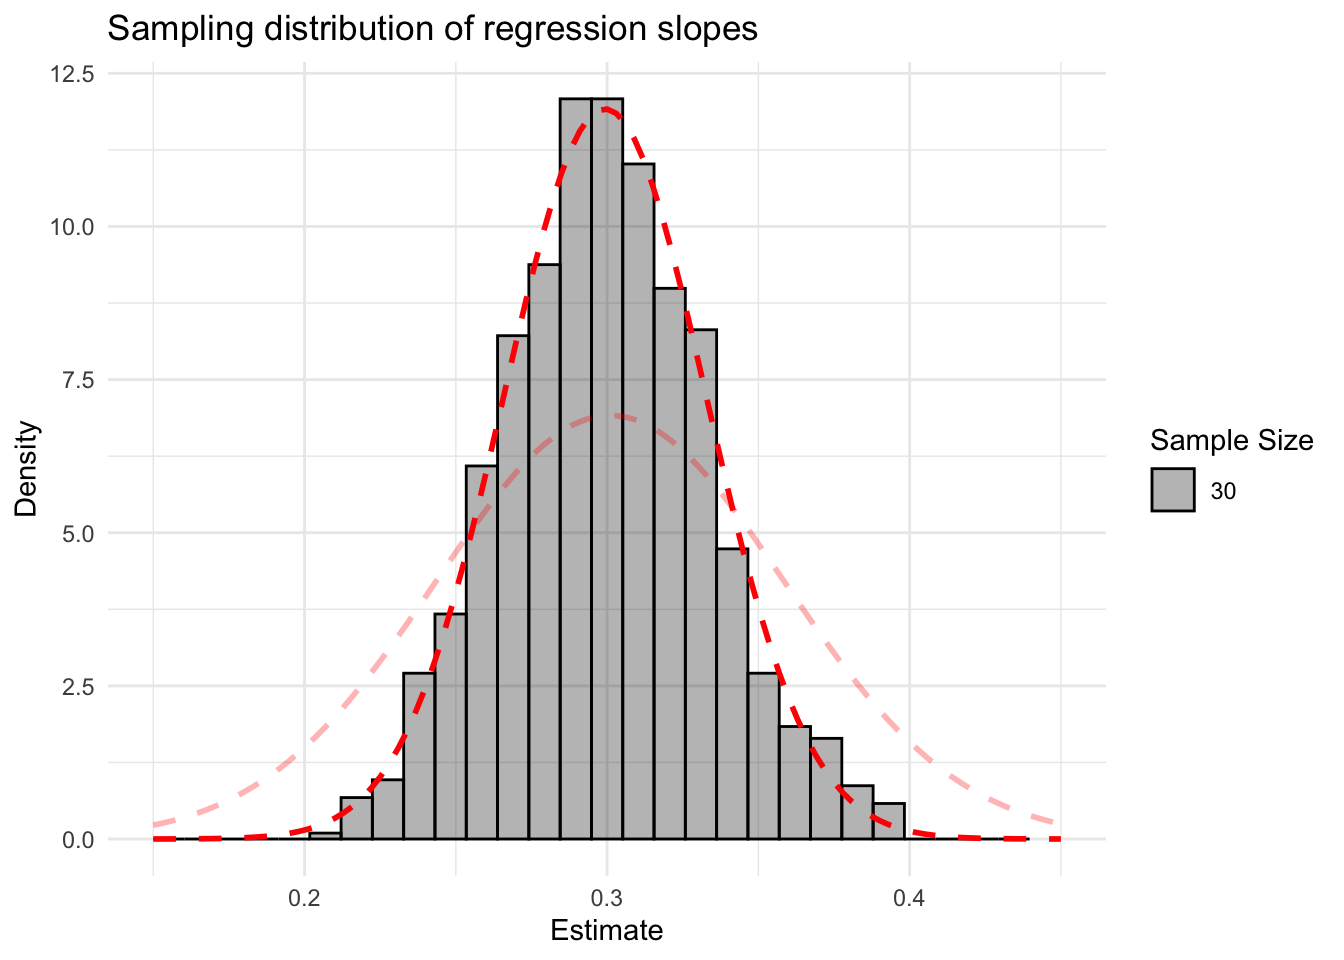 Sampling distribution of regression slopes
12.5
10.0
7.5
5.0
2.5
0.0
Density
0.2
0.3
0.4
Estimate
Sample Size
30